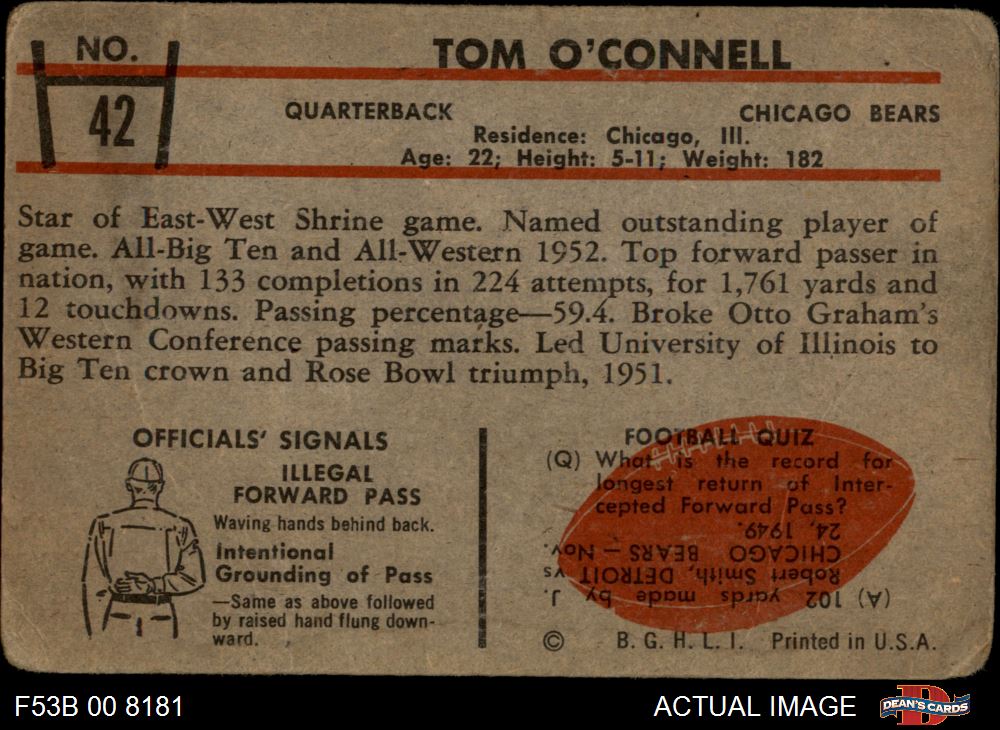 NO.
42
TOM O'CONNELL
QUARTERBACK CHICAGO BEARS
Residence: Chicago, Ill.
Age: 22; Height: 5-11; Weight: 182
Star of East-West Shrine game. Named outstanding player of
game. All-Big Ten and All-Western 1952. Top forward passer in
nation, with 133 completions in 224 attempts, for 1,761 yards and
12 touchdowns. Passing percentage—59.4. Broke Otto Graham's
Western Conference passing marks. Led University of Illinois to
Big Ten crown and Rose Bowl triumph, 1951.
OFFICIALS' SIGNALS
ILLEGAL
FORWARD PASS
Waving hands behind back.
Intentional
Grounding of Pass
—Same as above followed
by raised hand flung down-
ward.
FOOTBALL QUIZ
(Q) What is the record for
longest return of Inter-
cepted Forward Pass?
(A) 102 yards made by J.
Robert Smith, DETROIT vs
CHICAGO BEARS — Nov.
24, 1949.
© B. G. H. L. I. Printed in U.S.A.
F53B 00 8181
ACTUAL IMAGE
D
DEAN'S CARDS